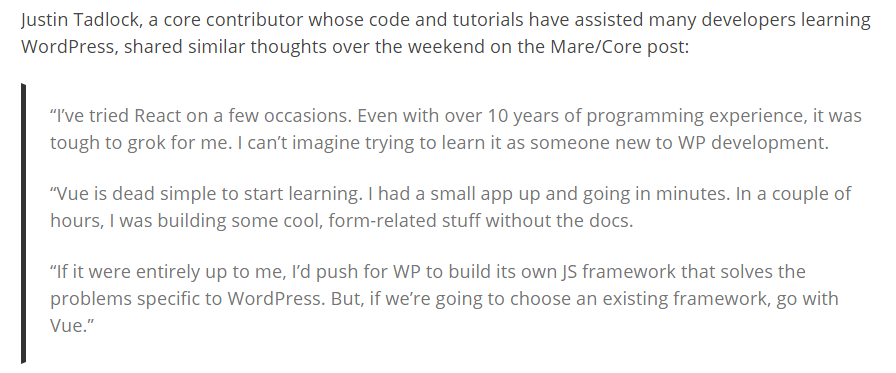 Justin Tadlock, a core contributor whose code and tutorials have assisted many developers learning
WordPress, shared similar thoughts over the weekend on the Mare/Core post:
“I’ve tried React on a few occasions. Even with over 10 years of programming experience, it was
tough to grok for me. I can’t imagine trying to learn it as someone new to WP development.
“Vue is dead simple to start learning. I had a small app up and going in minutes. In a couple of
hours, I was building some cool, form-related stuff without the docs.
“If it were entirely up to me, I’d push for WP to build its own JS framework that solves the
problems specific to WordPress. But, if we’re going to choose an existing framework, go with
Vue.”